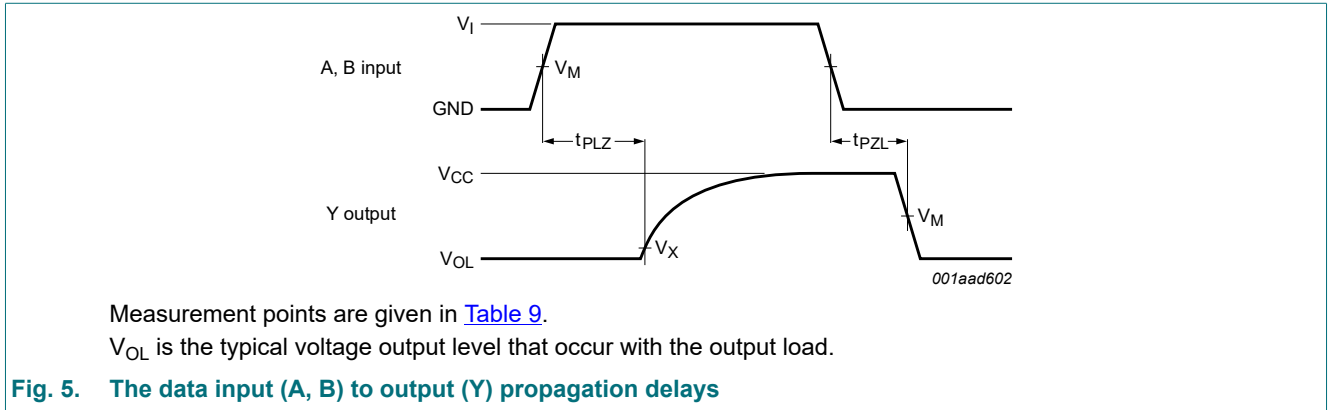 V_I
A, B input
V_M
GND
t_PLZ
t_PZL
V_CC
Y output
V_M
V_X
V_OL
001aad602
Measurement points are given in Table 9.
V_OL is the typical voltage output level that occur with the output load.
Fig. 5. The data input (A, B) to output (Y) propagation delays